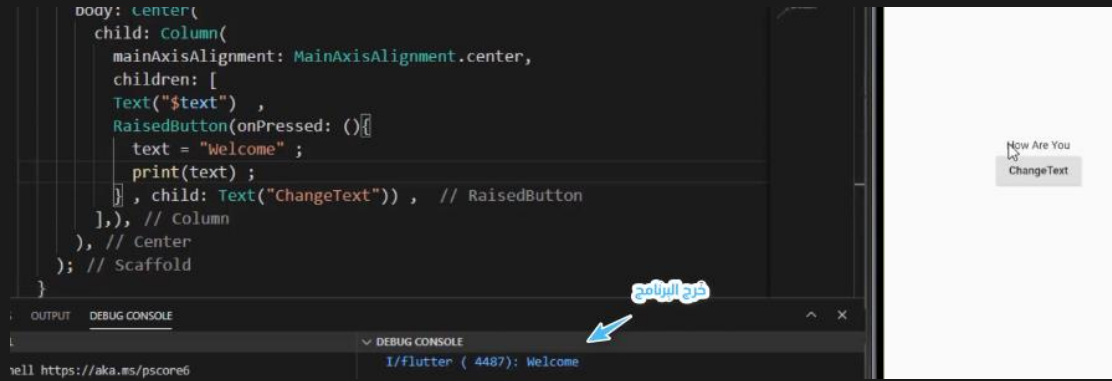 body: Center(
child: Column(
mainAxisAlignment: MainAxisAlignment.center,
children: [
Text("$text")  ,
RaisedButton(onPressed: (){
text = "Welcome" ;
print(text) ;
} , child: Text("ChangeText")) ,  // RaisedButton
],), // Column
), // Center
); // Scaffold
}
How Are You
ChangeText
خرج البرنامج
OUTPUT DEBUG CONSOLE
DEBUG CONSOLE
I/flutter ( 4487): Welcome
https://aka.ms/pscore6